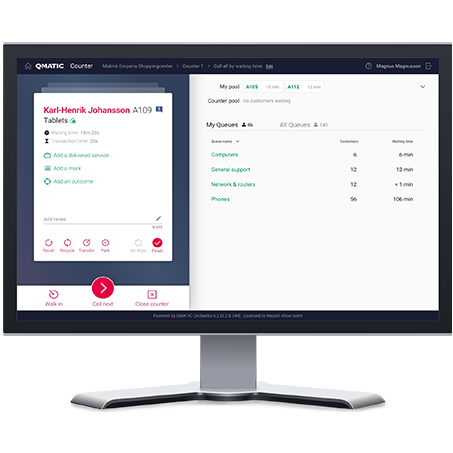 QMATIC Counter Malmö Emporia Shoppingcenter > Counter 1 > Call all by waiting time Edit Magnus Magnusson
My pool A105 15 min A112 12 min
Counter pool no customers waiting
Karl-Henrik Johansson A109
Tablets
Waiting time: 15m 20s
Transaction time: 20s
Add a delivered service
Add a mark
Add an outcome
Add notes
Recall Recycle Transfer Park No show Finish
Walk in Call next Close counter
My Queues 86 All Queues 140
Queue name Customers Waiting time
Computers 6 6 min
General support 12 13 min
Network & routers 12 < 1 min
Phones 56 106 min
Powered by QMATIC Orchestra